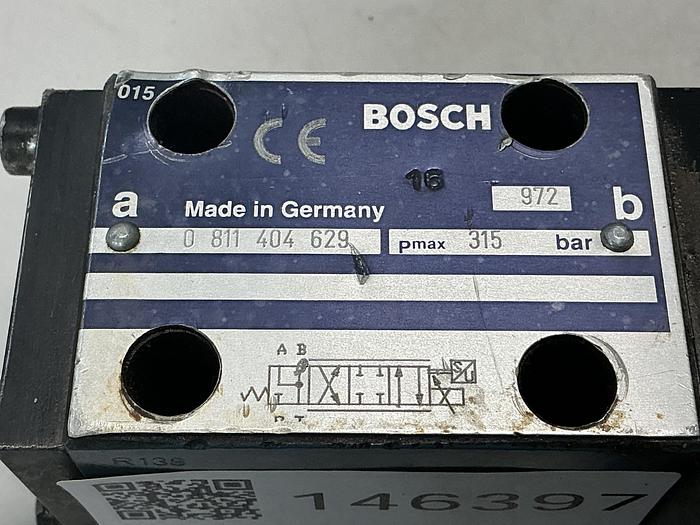 015
CE BOSCH
16
972
a Made in Germany b
0 811 404 629 pmax 315 bar
A B
S/U
P T
R138
146397